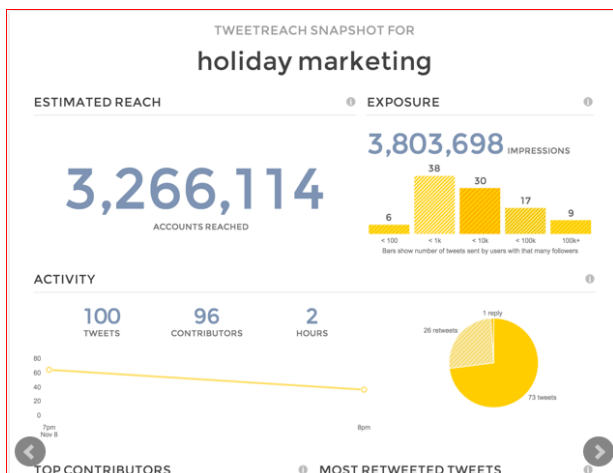 TWEETREACH SNAPSHOT FOR
holiday marketing
ESTIMATED REACH
3,266,114
ACCOUNTS REACHED
EXPOSURE
3,803,698 IMPRESSIONS
6
38
30
17
9
< 100
< 1k
< 10k
< 100k
100k+
Bars show number of tweets sent by users with that many followers
ACTIVITY
100
TWEETS
96
CONTRIBUTORS
2
HOURS
80
60
40
20
0
7pm
Nov 8
8pm
1 reply
26 retweets
73 tweets
TOP CONTRIBUTORS
MOST RETWEETED TWEETS